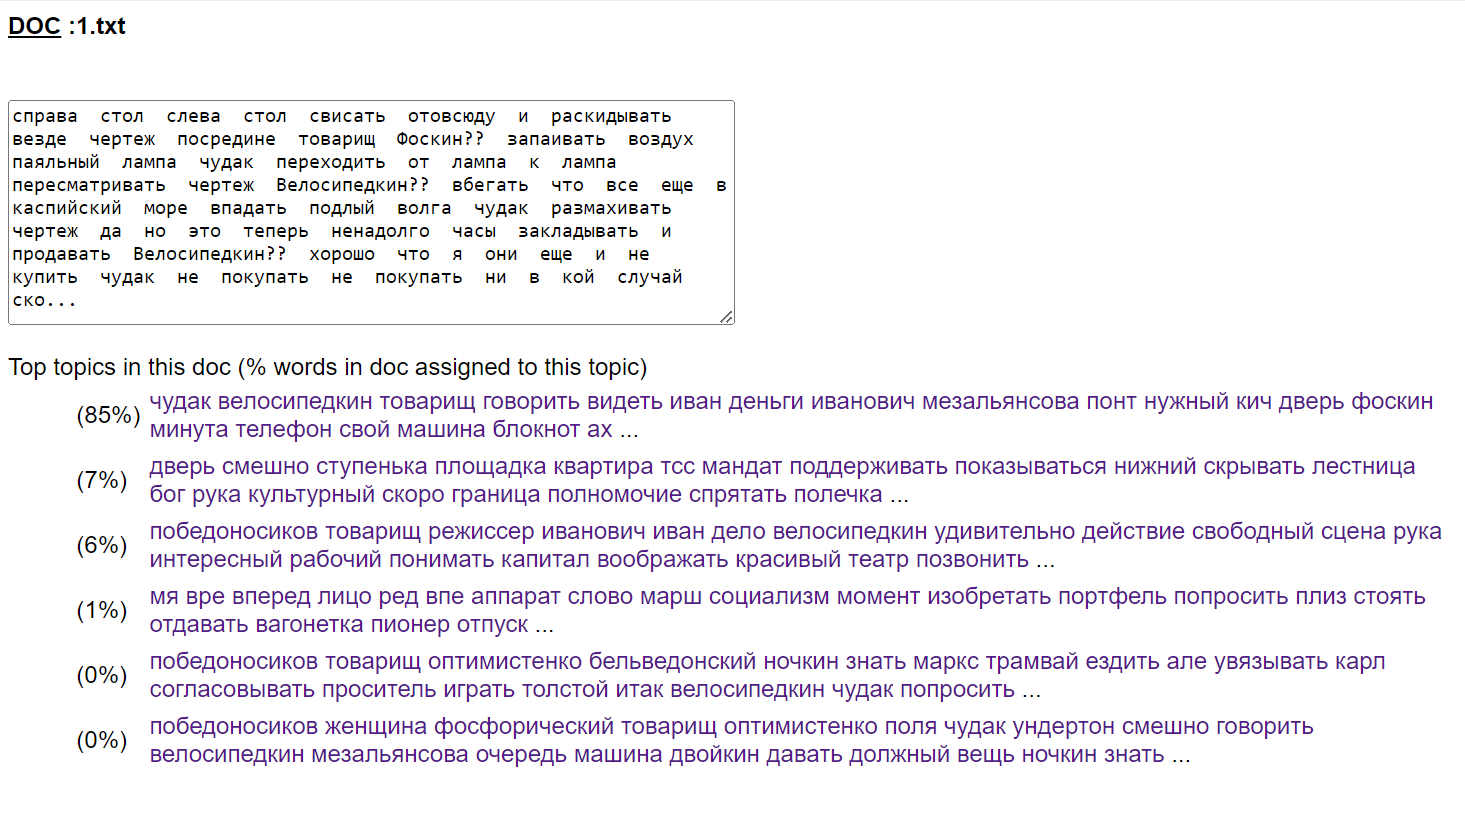 DOC :1.txt
справа стол слева стол свисать отовсюду и раскидывать
везде чертеж посредине товарищ Фоскин?? запаивать воздух
паяльный лампа чудак переходить от лампа к лампа
пересматривать чертеж Велосипедкин?? вбегать что все еще в
каспийский море впадать подлый волга чудак размахивать
чертеж да но это теперь ненадолго часы закладывать и
продавать Велосипедкин?? хорошо что я они еще и не
купить чудак не покупать не покупать ни в кой случай
ско...
Top topics in this doc (% words in doc assigned to this topic)
(85%) чудак велосипедкин товарищ говорить видеть иван деньги иванович мезальянсова понт нужный кич дверь фоскин
минута телефон свой машина блокнот ах ...
(7%) дверь смешно ступенька площадка квартира тсс мандат поддерживать показываться нижний скрывать лестница
бог рука культурный скоро граница полномочие спрятать полечка ...
(6%) победоносиков товарищ режиссер иванович иван дело велосипедкин удивительно действие свободный сцена рука
интересный рабочий понимать капитал воображать красивый театр позвонить ...
(1%) мя вре вперед лицо ред впе аппарат слово марш социализм момент изобретать портфель попросить плиз стоять
отдавать вагонетка пионер отпуск ...
(0%) победоносиков товарищ оптимистенко бельведонский ночкин знать маркс трамвай ездить але увязывать карл
согласовывать проситель играть толстой итак велосипедкин чудак попросить ...
(0%) победоносиков женщина фосфорический товарищ оптимистенко поля чудак ундертон смешно говорить
велосипедкин мезальянсова очередь машина двойкин давать должный вещь ночкин знать ...